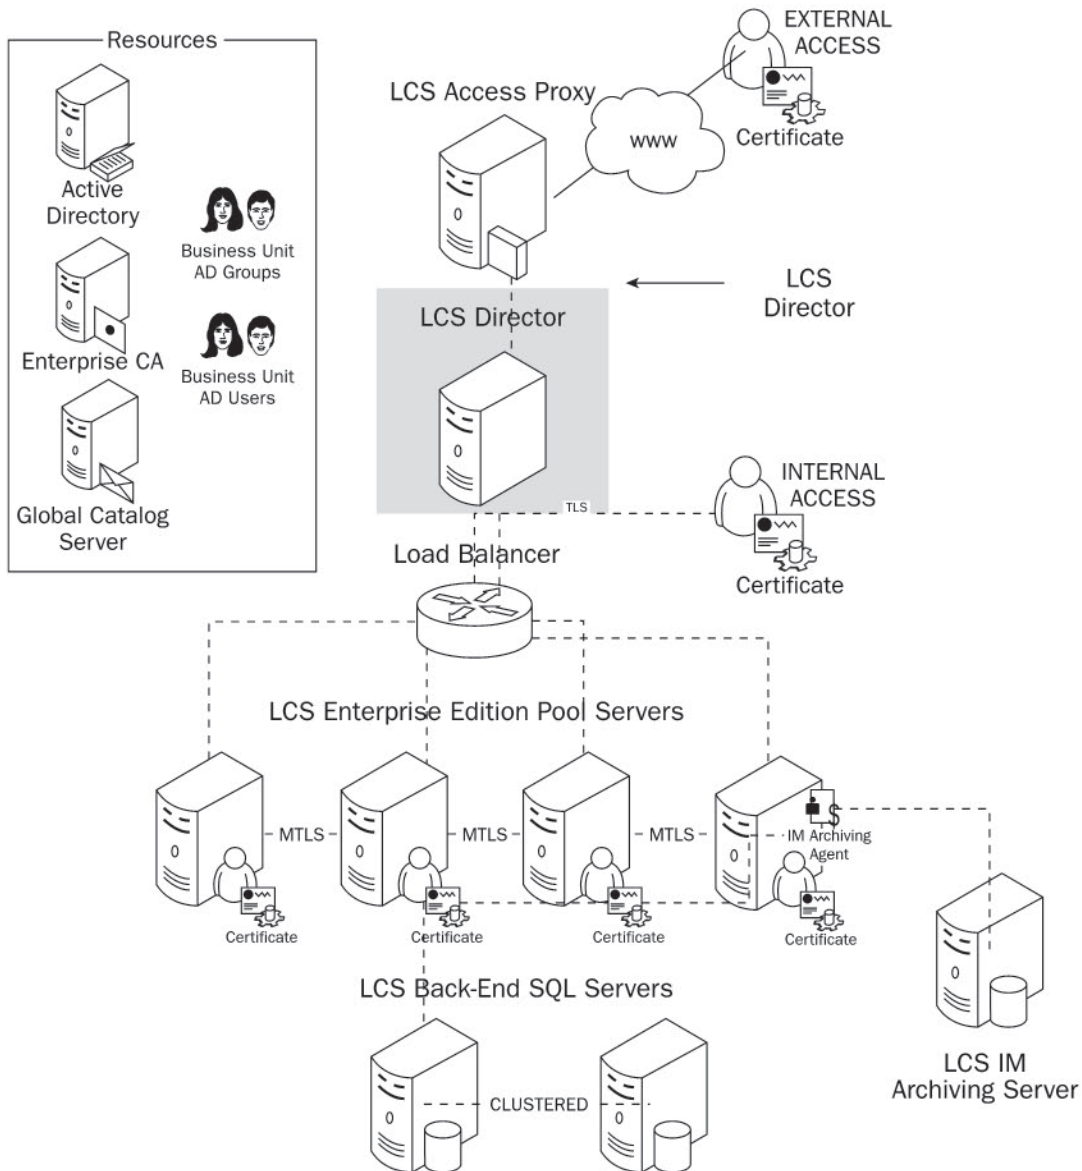 Resources
Active
Directory
Business Unit
AD Groups
Enterprise CA
Business Unit
AD Users
Global Catalog
Server
EXTERNAL
ACCESS
LCS Access Proxy
www
Certificate
LCS Director
LCS
Director
INTERNAL
ACCESS
TLS
Load Balancer
Certificate
LCS Enterprise Edition Pool Servers
MTLS
MTLS
MTLS
IM Archiving
Agent
$
Certificate
Certificate
Certificate
Certificate
LCS Back-End SQL Servers
LCS IM
Archiving Server
CLUSTERED